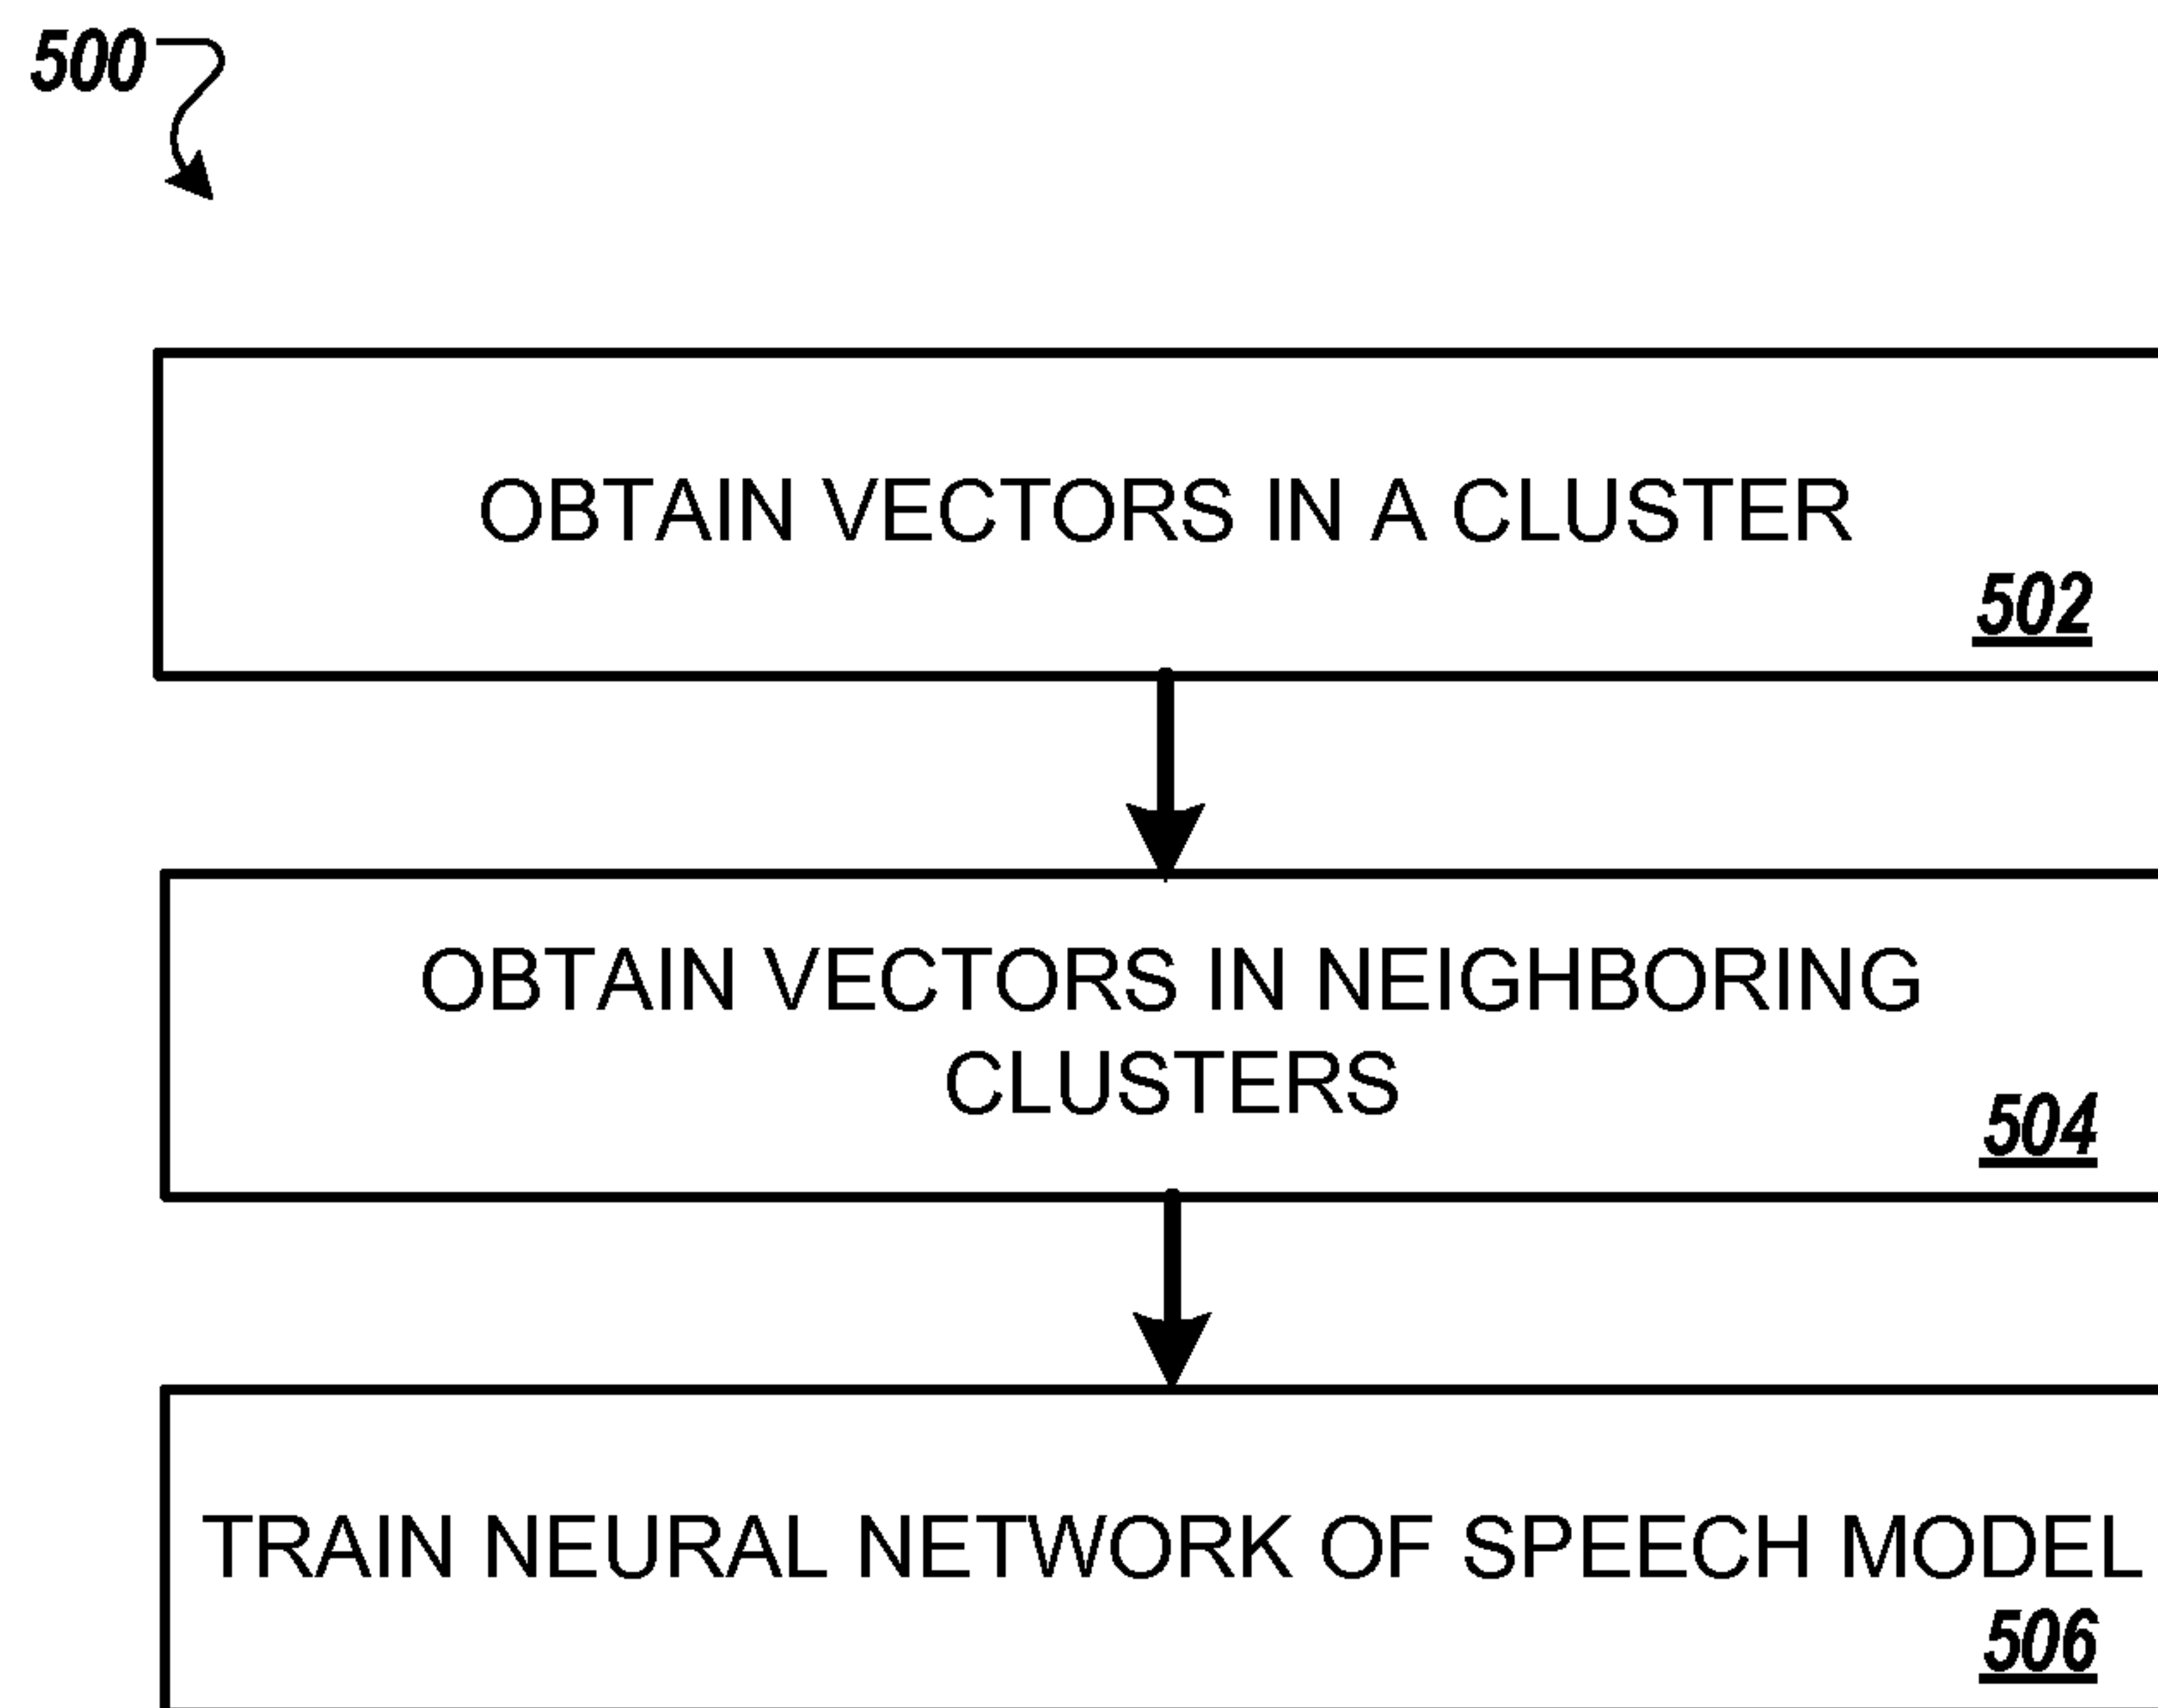 500
OBTAIN VECTORS IN A CLUSTER
502
OBTAIN VECTORS IN NEIGHBORING
CLUSTERS
504
TRAIN NEURAL NETWORK OF SPEECH MODEL
506